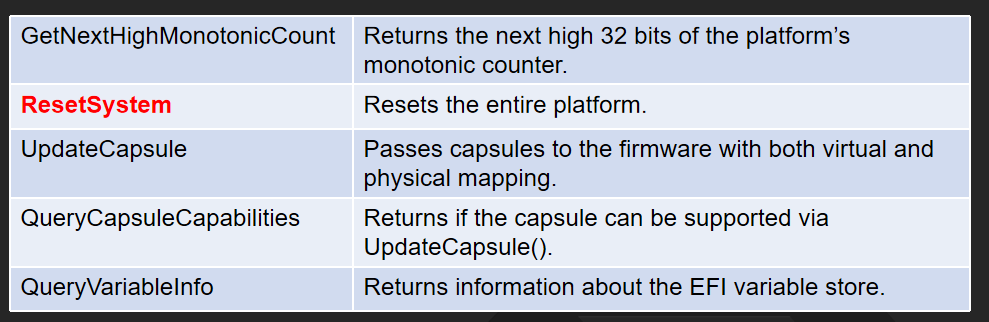 GetNextHighMonotonicCount
Returns the next high 32 bits of the platform’s
monotonic counter.
ResetSystem
Resets the entire platform.
UpdateCapsule
Passes capsules to the firmware with both virtual and
physical mapping.
QueryCapsuleCapabilities
Returns if the capsule can be supported via
UpdateCapsule().
QueryVariableInfo
Returns information about the EFI variable store.